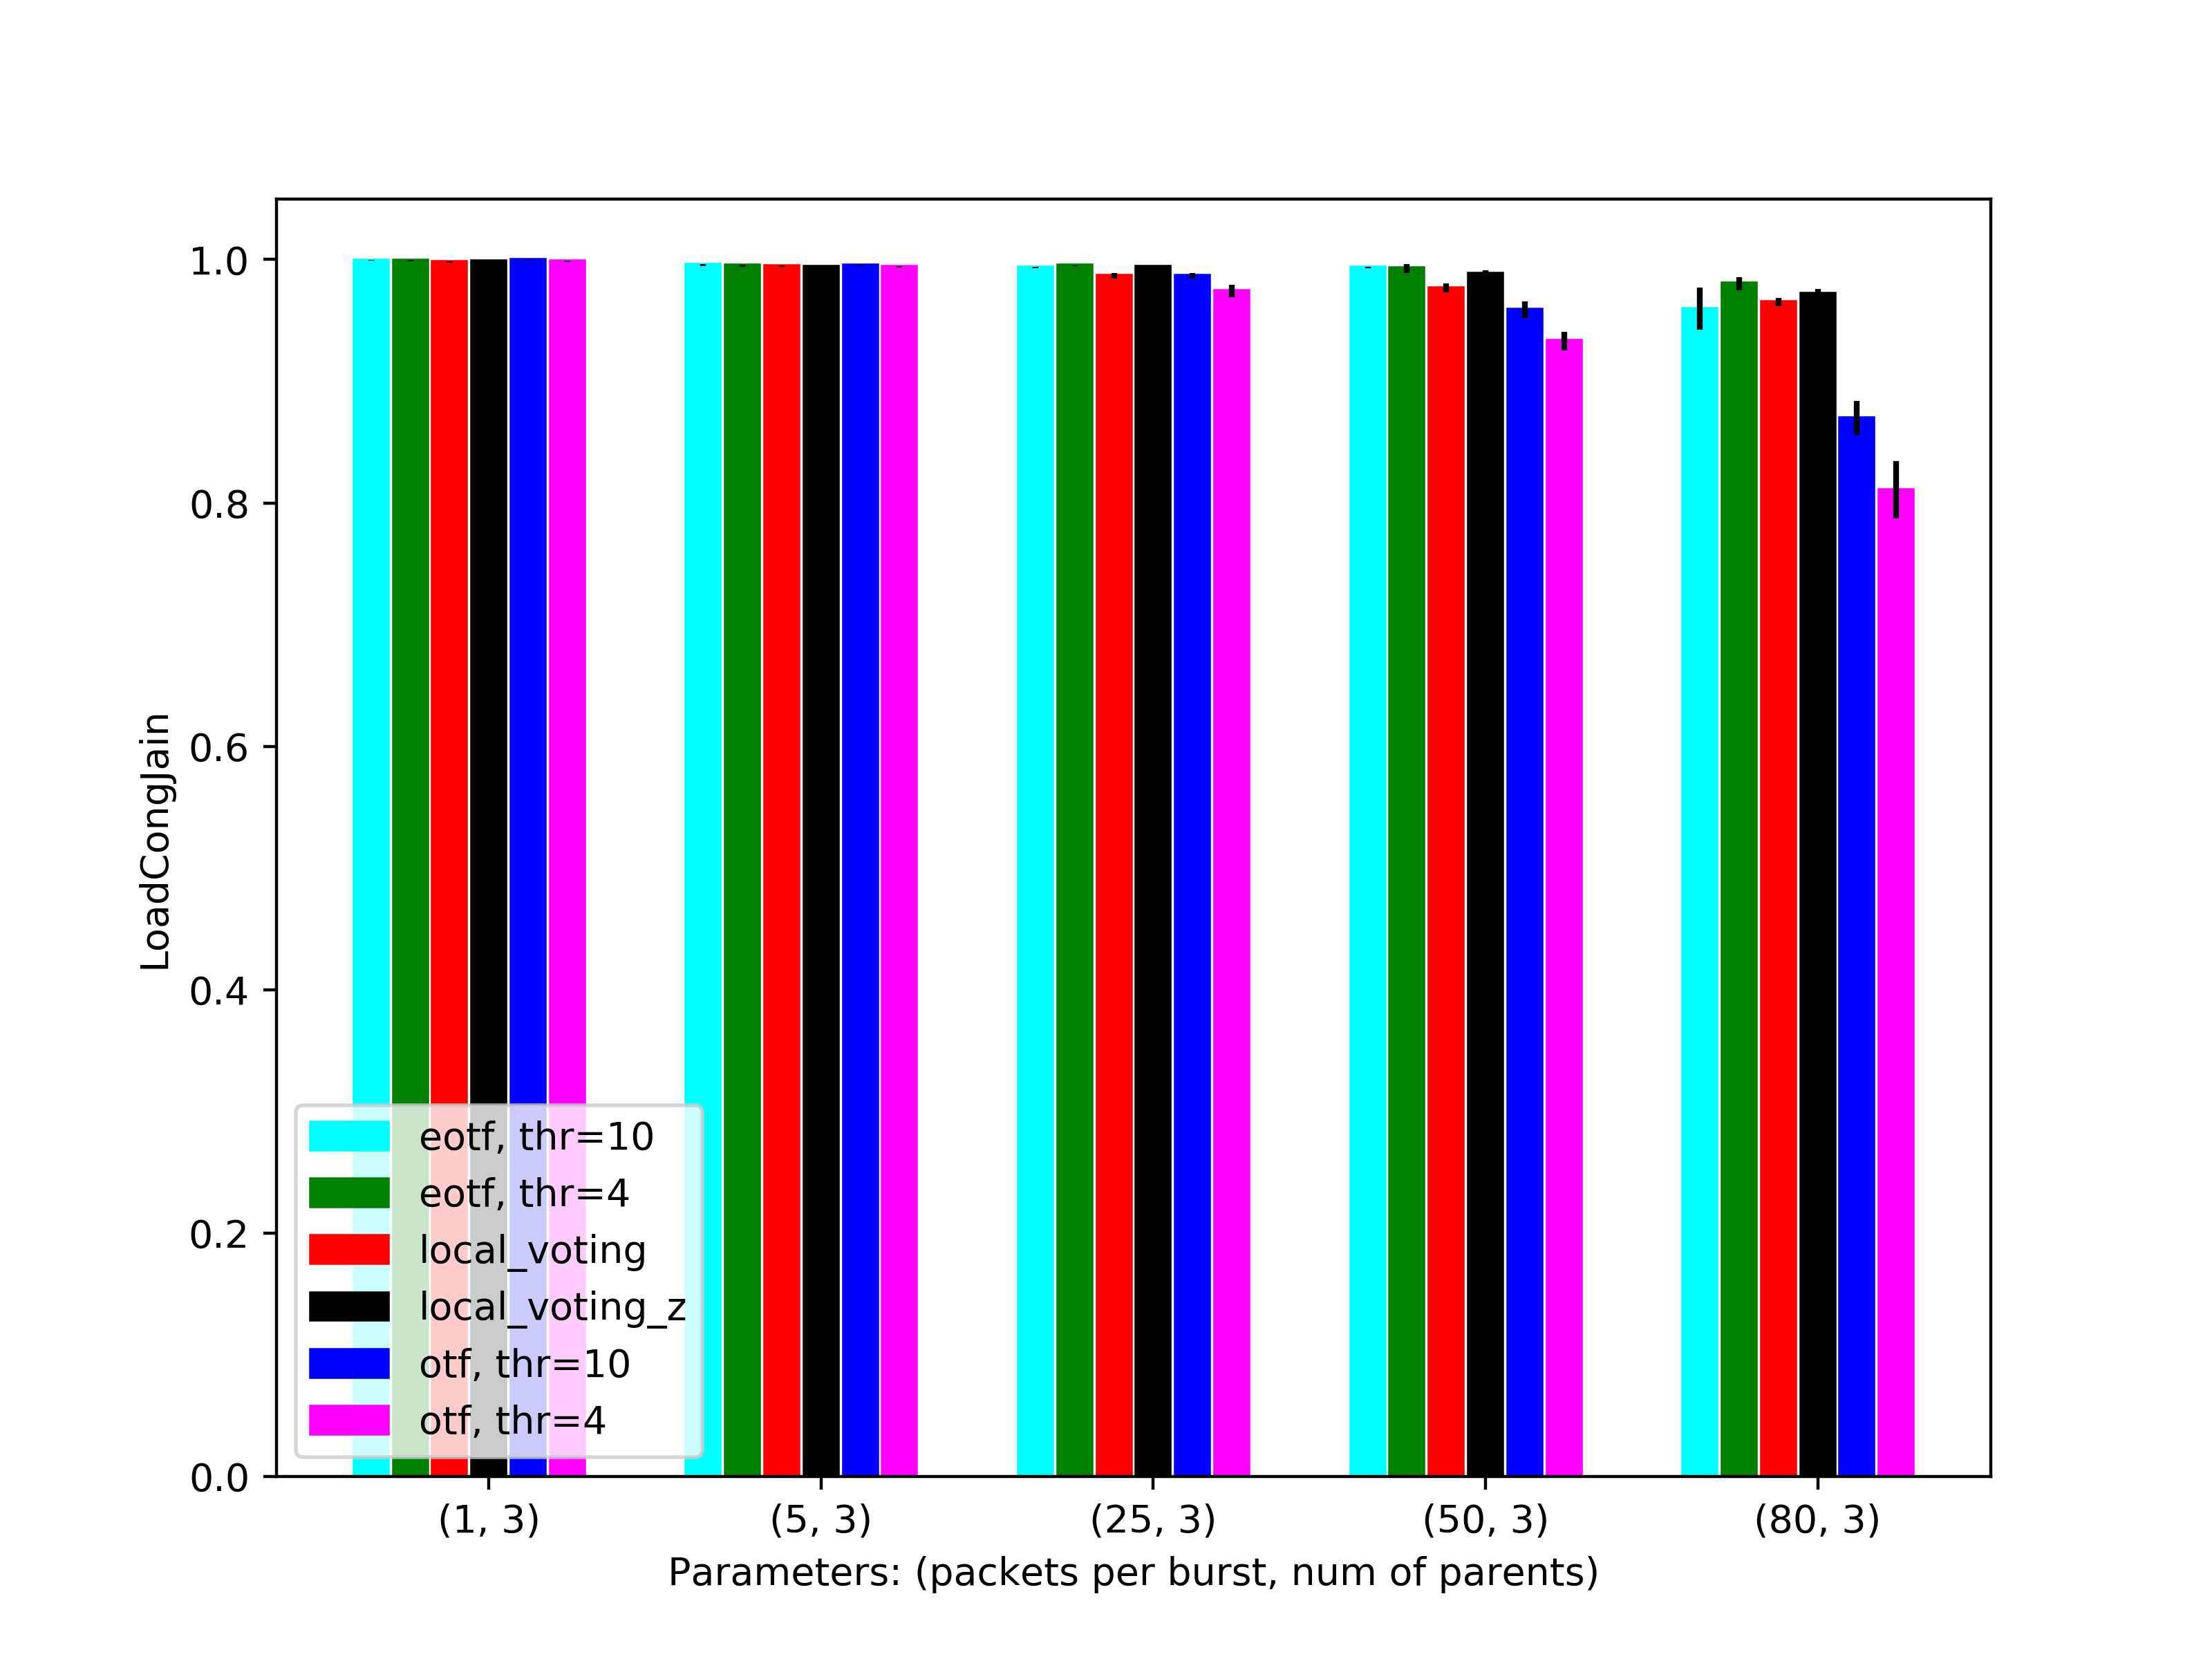 1.0
0.8
0.6
0.4
0.2
0.0
LoadCongJain
eotf, thr=10
eotf, thr=4
local_voting
local_voting_z
otf, thr=10
otf, thr=4
(1, 3) (5, 3) (25, 3) (50, 3) (80, 3)
Parameters: (packets per burst, num of parents)